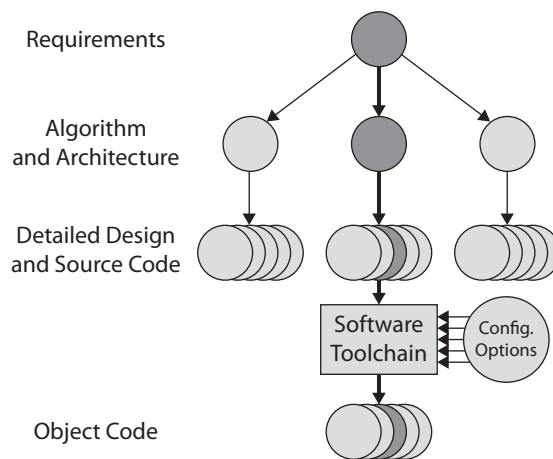 Requirements
Algorithm
and Architecture
Detailed Design
and Source Code
Software
Toolchain
Config.
Options
Object Code